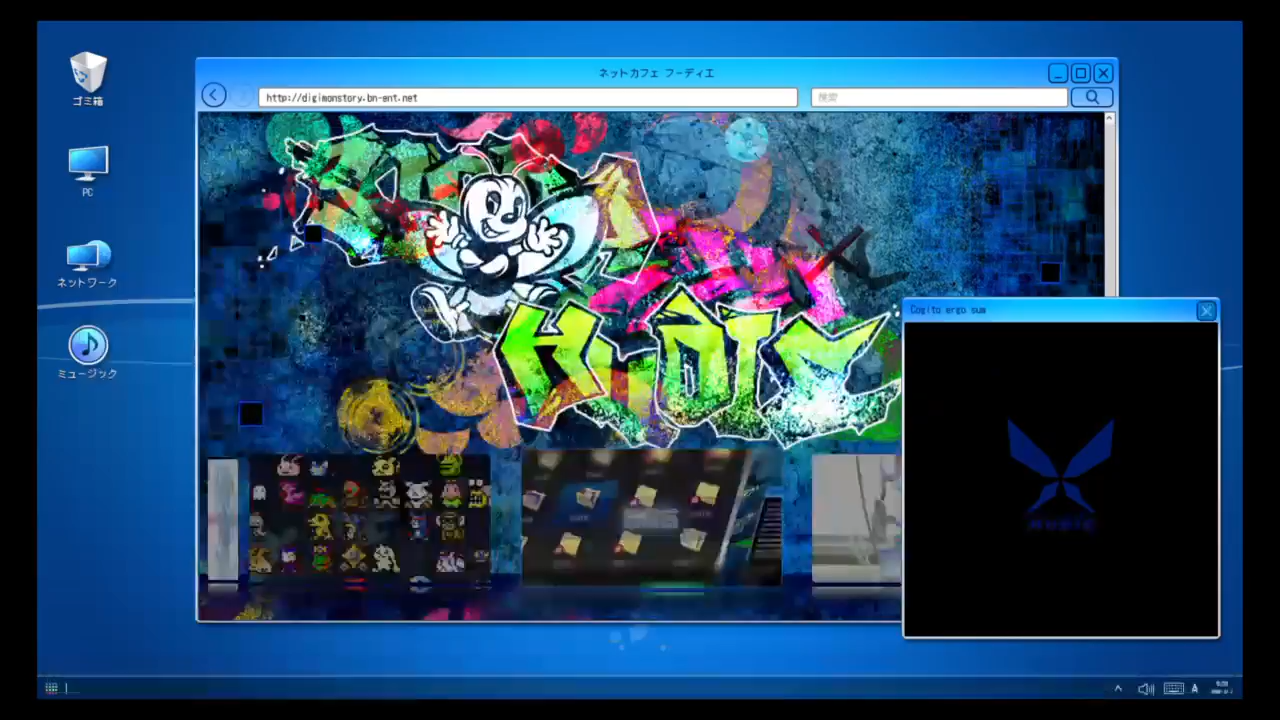 ゴミ箱
PC
ネットワーク
ミュージック
ネットカフェ フーディエ
http://digimonstory.bn-ent.net
検索
Cogito ergo sum
MUSIC
A